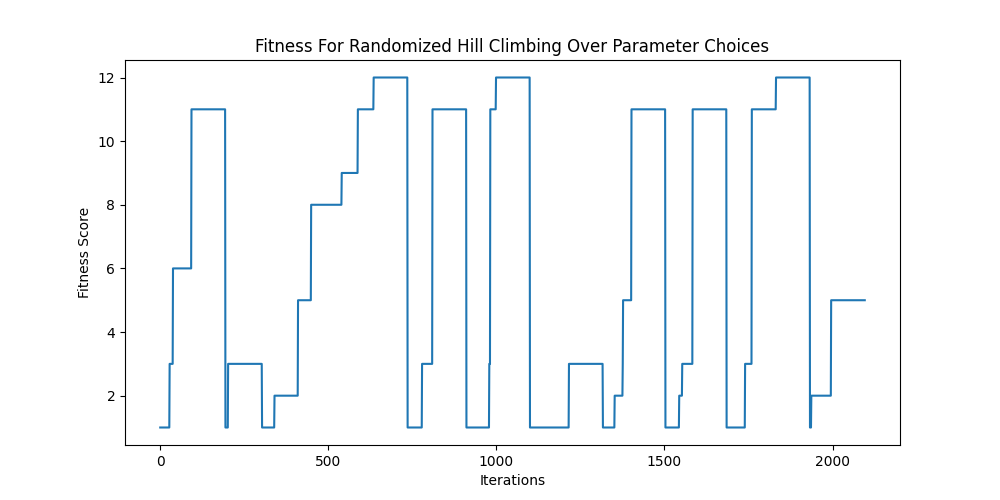 Fitness For Randomized Hill Climbing Over Parameter Choices
12
10
8
6
4
2
Fitness Score
0 500 1000 1500 2000
Iterations